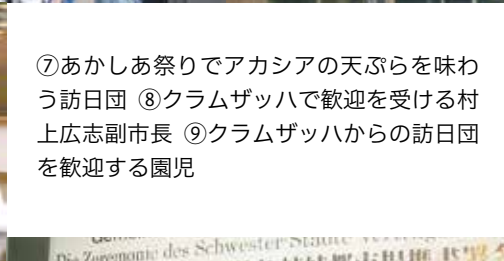 ⑦あかしあ祭りでアカシアの天ぷらを味わ
う訪日団 ⑧クラムザッハで歓迎を受ける村
上広志副市長 ⑨クラムザッハからの訪日団
を歓迎する園児
des Schwester